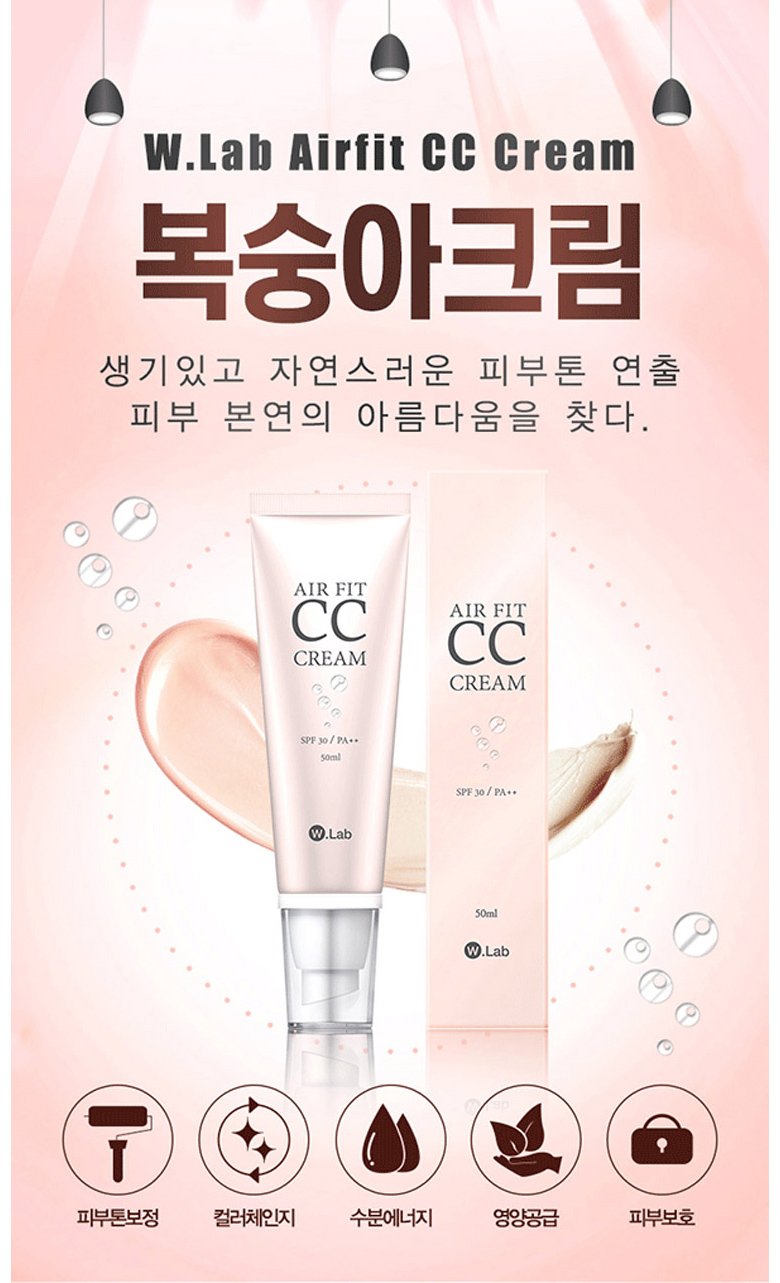 W.Lab Airfit CC Cream
복숭아크림
생기있고 자연스러운 피부톤 연출
피부 본연의 아름다움을 찾다.
AIR FIT
CC
CREAM
SPF 30 / PA++
50ml
W.Lab
AIR FIT
CC
CREAM
SPF 30 / PA++
50ml
W.Lab
피부톤보정
컬러체인지
수분에너지
영양공급
피부보호